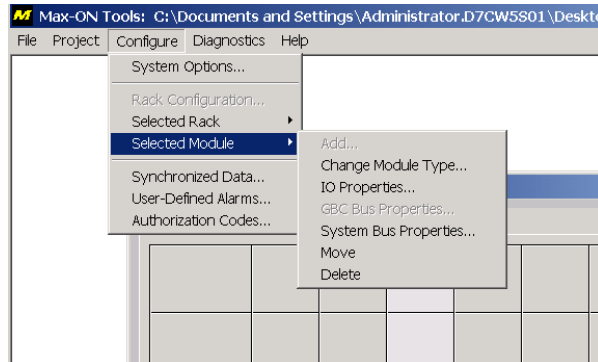 M Max-ON Tools: C:\Documents and Settings\Administrator.D7CW5S01\Deskt
File Project Configure Diagnostics Help
System Options...
Rack Configuration...
Selected Rack
Selected Module
Synchronized Data...
User-Defined Alarms...
Authorization Codes...
Add...
Change Module Type...
IO Properties...
GBC Bus Properties...
System Bus Properties...
Move
Delete